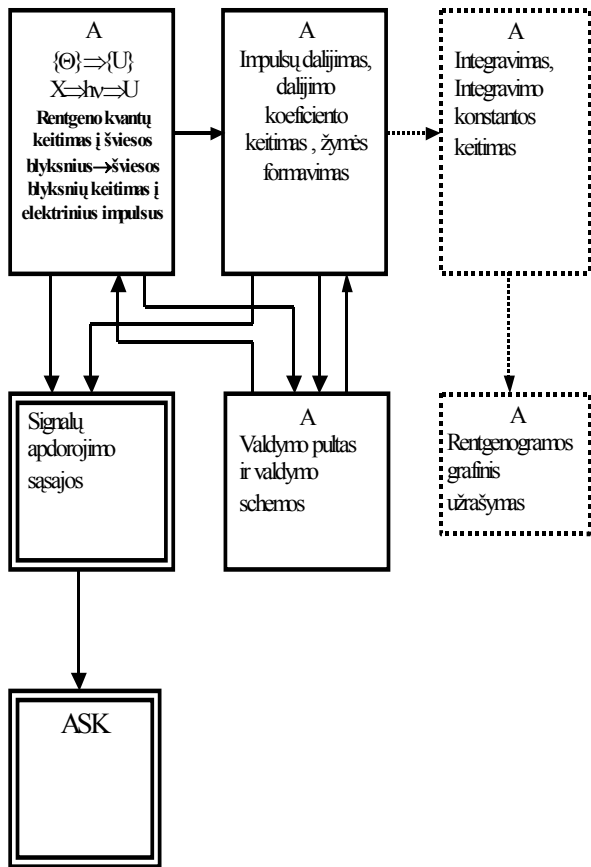 A
{Θ}⇒{U}
X⇒hν⇒U
Rentgeno kvantų
keitimas į šviesos
blyksnius→šviesos
blyksnių keitimas į
elektrinius impulsus
A
Impulsų dalijimas,
dalijimo
koeficiento
keitimas , žymės
formavimas
A
Integravimas,
Integravimo
konstantos
keitimas
Signalų
apdorojimo
sąsajos
A
Valdymo pultas
ir valdymo
schemos
A
Rentgenogramos
grafinis
užrašymas
ASK